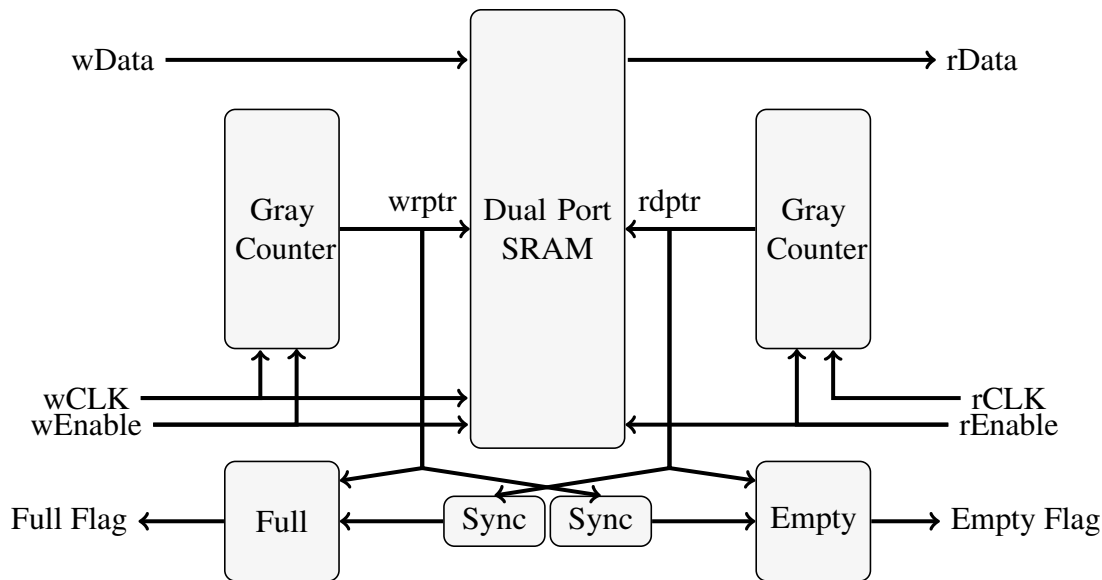 wData
rData
Gray
Counter
wrptr
Dual Port
SRAM
rdptr
Gray
Counter
wCLK
wEnable
rCLK
rEnable
Full Flag
Full
Sync
Sync
Empty
Empty Flag